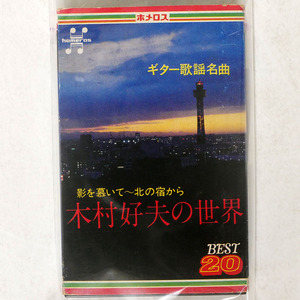 ホメロス
homeros
ギター歌謡名曲
影を慕いて〜北の宿から
木村好夫の世界
BEST
20